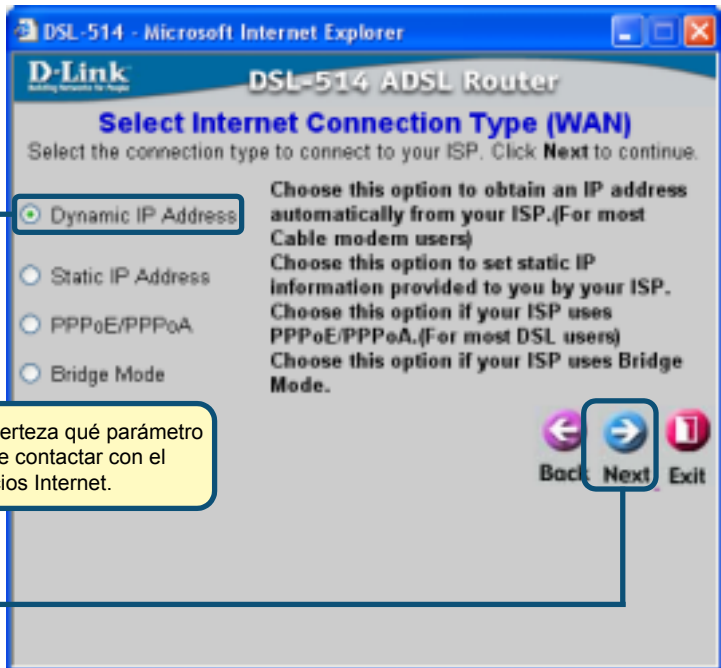 DSL-514 - Microsoft Internet Explorer
D-Link
Building Networks for People
DSL-514 ADSL Router
Select Internet Connection Type (WAN)
Select the connection type to connect to your ISP. Click Next to continue.
Dynamic IP Address
Choose this option to obtain an IP address
automatically from your ISP.(For most
Cable modem users)
Static IP Address
Choose this option to set static IP
information provided to you by your ISP.
PPPoE/PPPoA
Choose this option if your ISP uses
PPPoE/PPPoA.(For most DSL users)
Bridge Mode
Choose this option if your ISP uses Bridge
Mode.
erteza qué parámetro
e contactar con el
ios Internet.
Back Next Exit